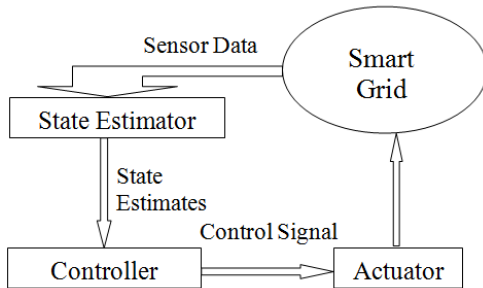 Sensor Data
Smart
Grid
State Estimator
State
Estimates
Control Signal
Controller
Actuator